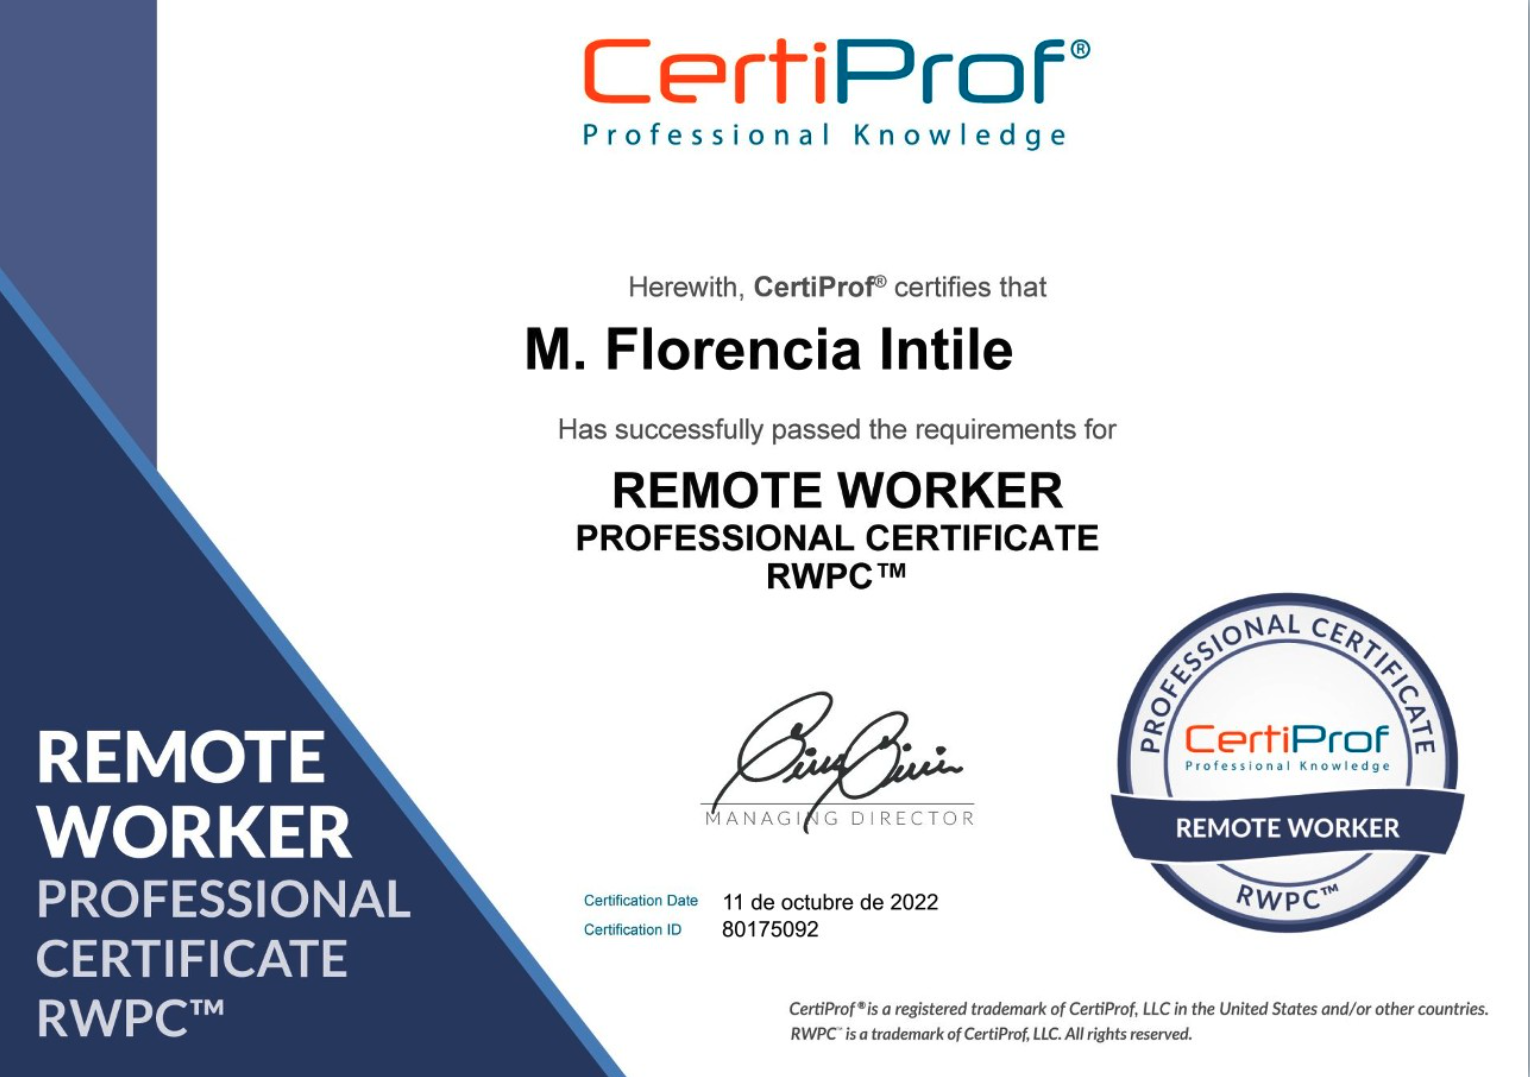 CertiProf®
Professional Knowledge
Herewith, CertiProf® certifies that
M. Florencia Intile
Has successfully passed the requirements for
REMOTE WORKER
PROFESSIONAL CERTIFICATE
RWPC™
MANAGING DIRECTOR
Certification Date 11 de octubre de 2022
Certification ID 80175092
REMOTE
WORKER
PROFESSIONAL
CERTIFICATE
RWPC™
PROFESSIONAL CERTIFICATE
CertiProf
Professional Knowledge
REMOTE WORKER
RWPC™
CertiProf® is a registered trademark of CertiProf, LLC in the United States and/or other countries.
RWPC™ is a trademark of CertiProf, LLC. All rights reserved.